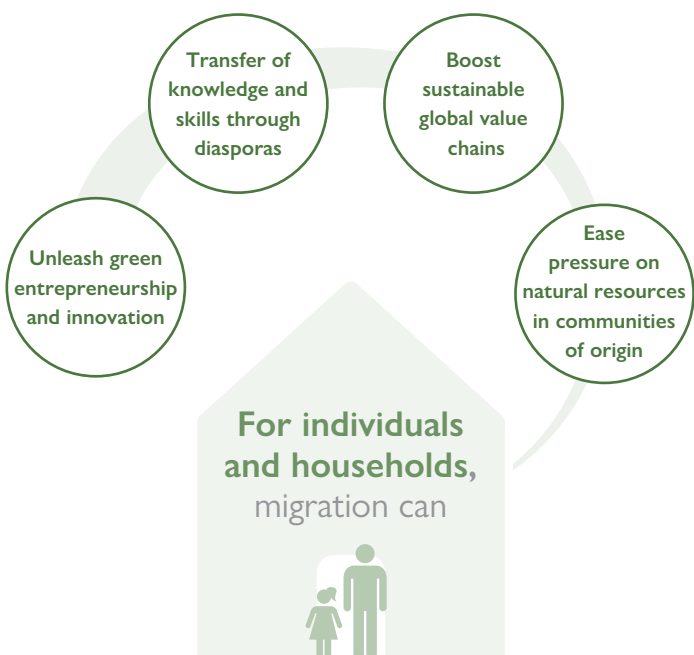 Transfer of
knowledge and
skills through
diasporas
Boost
sustainable
global value
chains
Unleash green
entrepreneurship
and innovation
Ease
pressure on
natural resources
in communities
of origin
For individuals
and households,
migration can